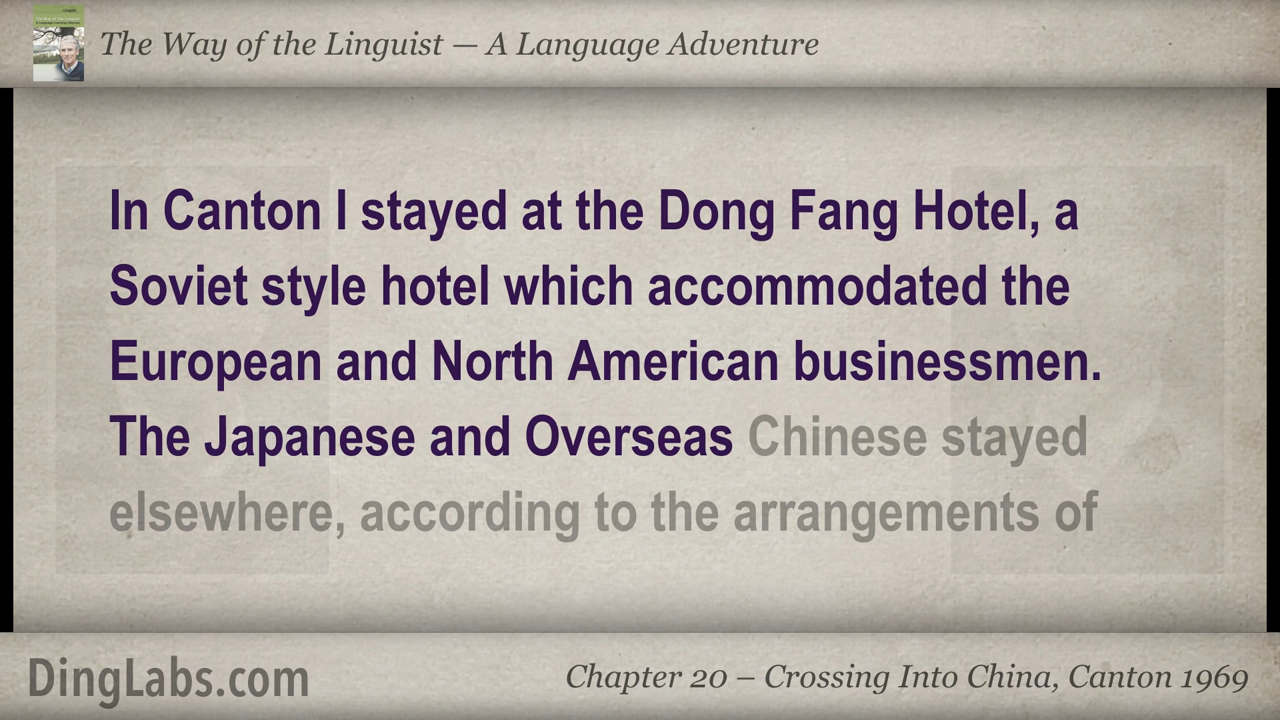 The Way of the Linguist — A Language Adventure
In Canton I stayed at the Dong Fang Hotel, a
Soviet style hotel which accommodated the
European and North American businessmen.
The Japanese and Overseas Chinese stayed
elsewhere, according to the arrangements of
DingLabs.com
Chapter 20 – Crossing Into China, Canton 1969